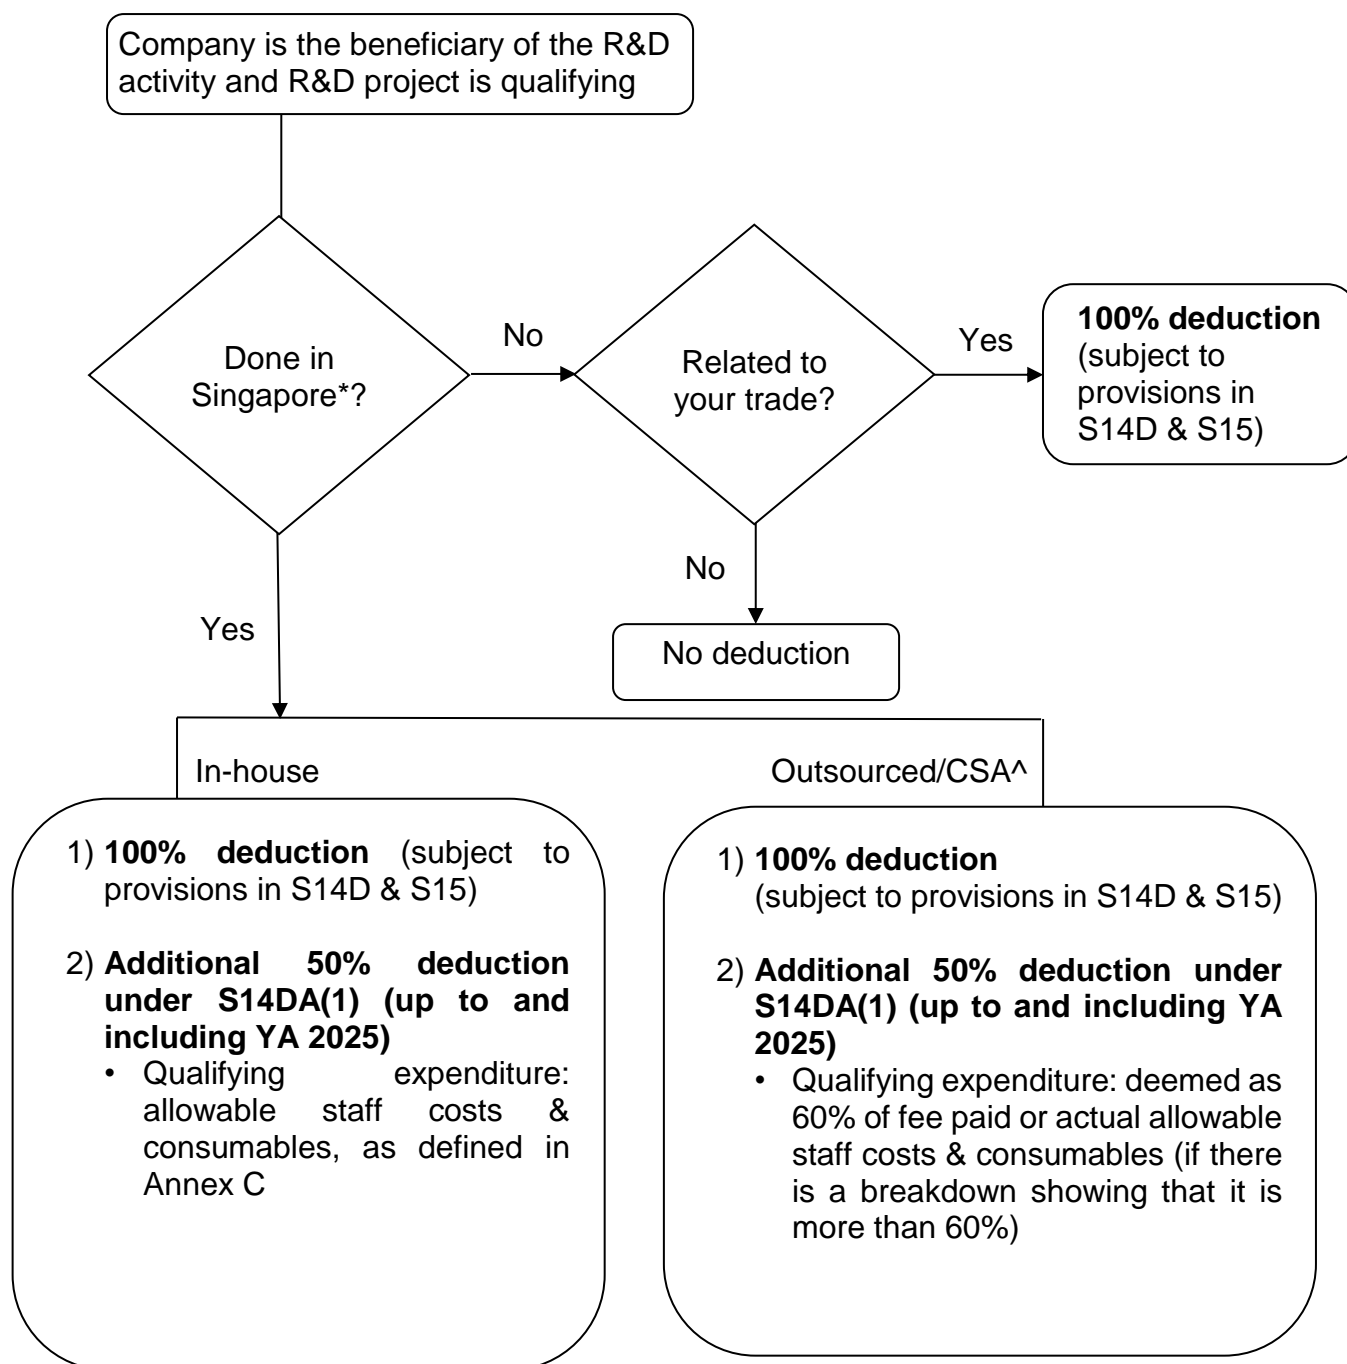 Company is the beneficiary of the R&D
activity and R&D project is qualifying
Done in
Singapore*?
No
Related to
your trade?
Yes
100% deduction
(subject to
provisions in
S14D & S15)
No
No deduction
Yes
In-house
Outsourced/CSA^
1) 100% deduction (subject to
provisions in S14D & S15)
2) Additional 50% deduction
under S14DA(1) (up to and
including YA 2025)
• Qualifying expenditure:
allowable staff costs &
consumables, as defined in
Annex C
1) 100% deduction
(subject to provisions in S14D & S15)
2) Additional 50% deduction under
S14DA(1) (up to and including YA
2025)
• Qualifying expenditure: deemed as
60% of fee paid or actual allowable
staff costs & consumables (if there
is a breakdown showing that it is
more than 60%)